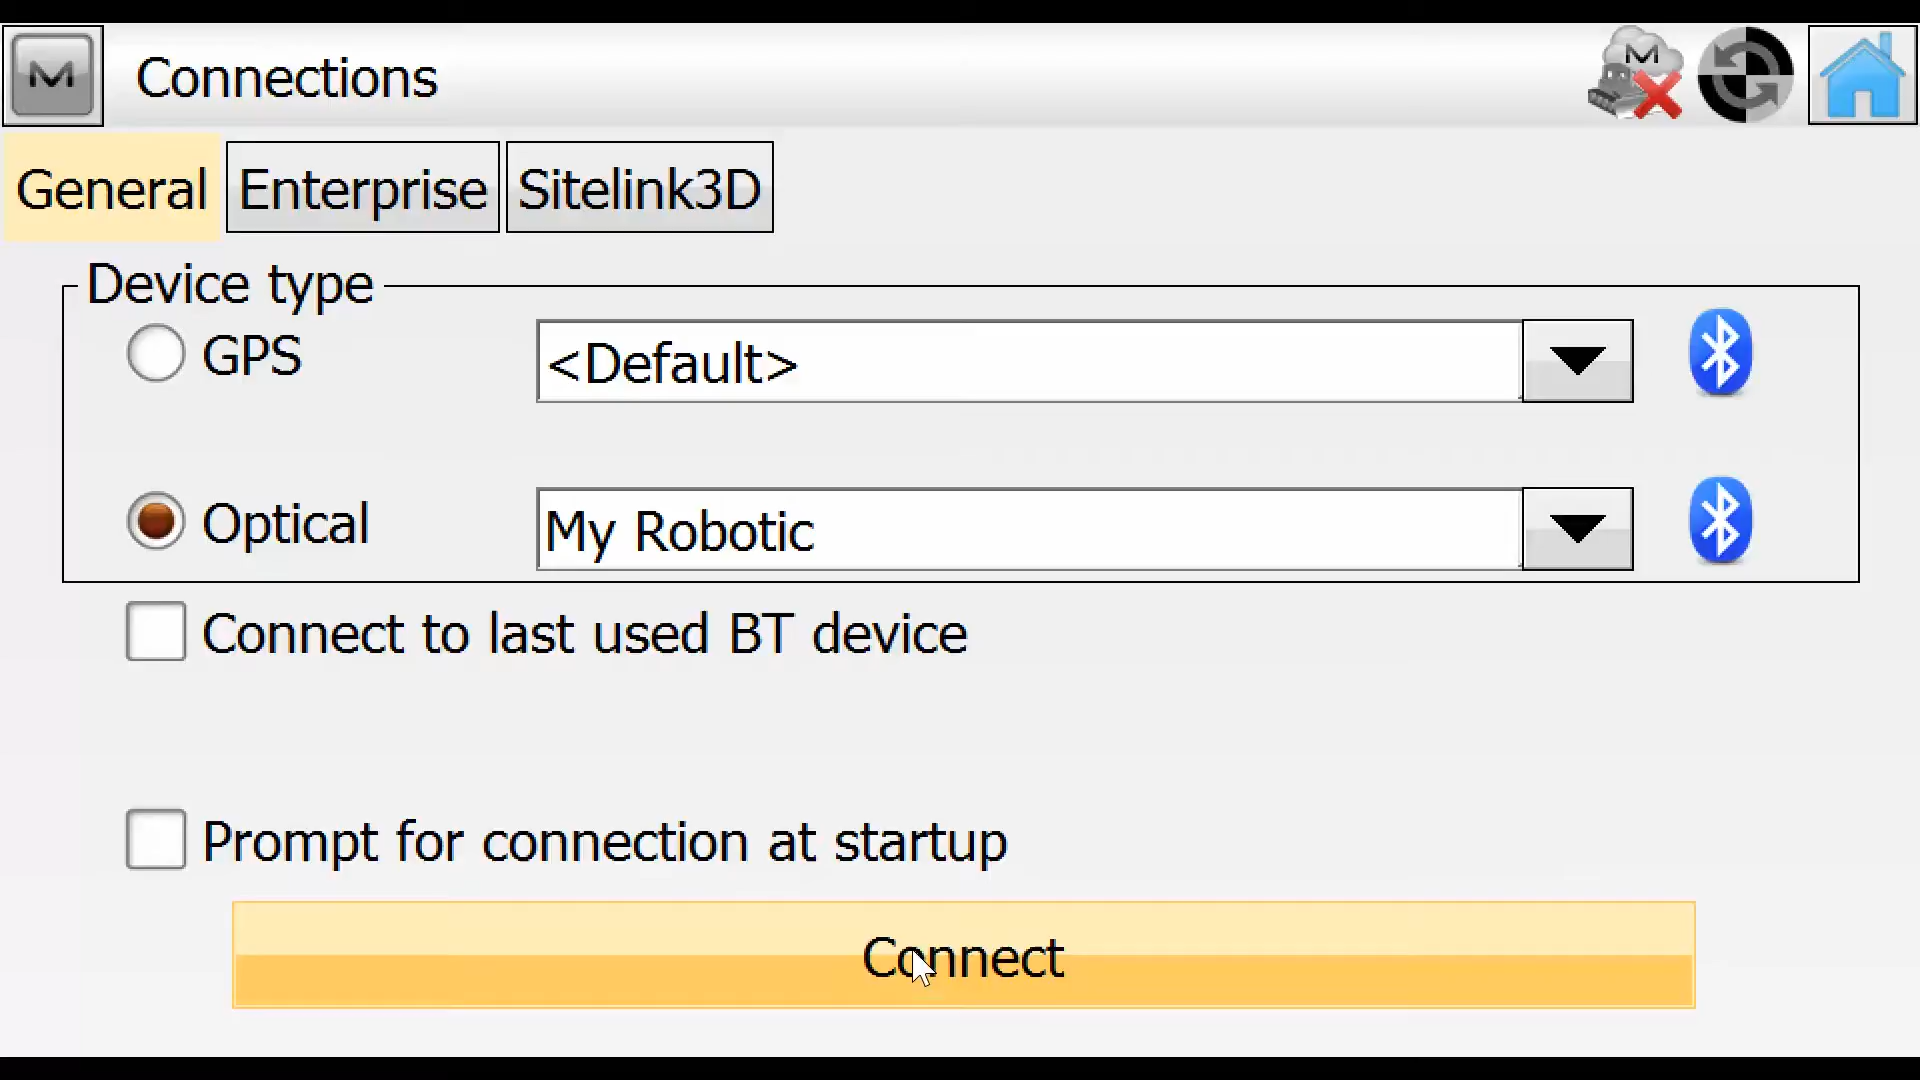 Connections
General Enterprise Sitelink3D
Device type
GPS <Default>
Optical My Robotic
Connect to last used BT device
Prompt for connection at startup
Connect